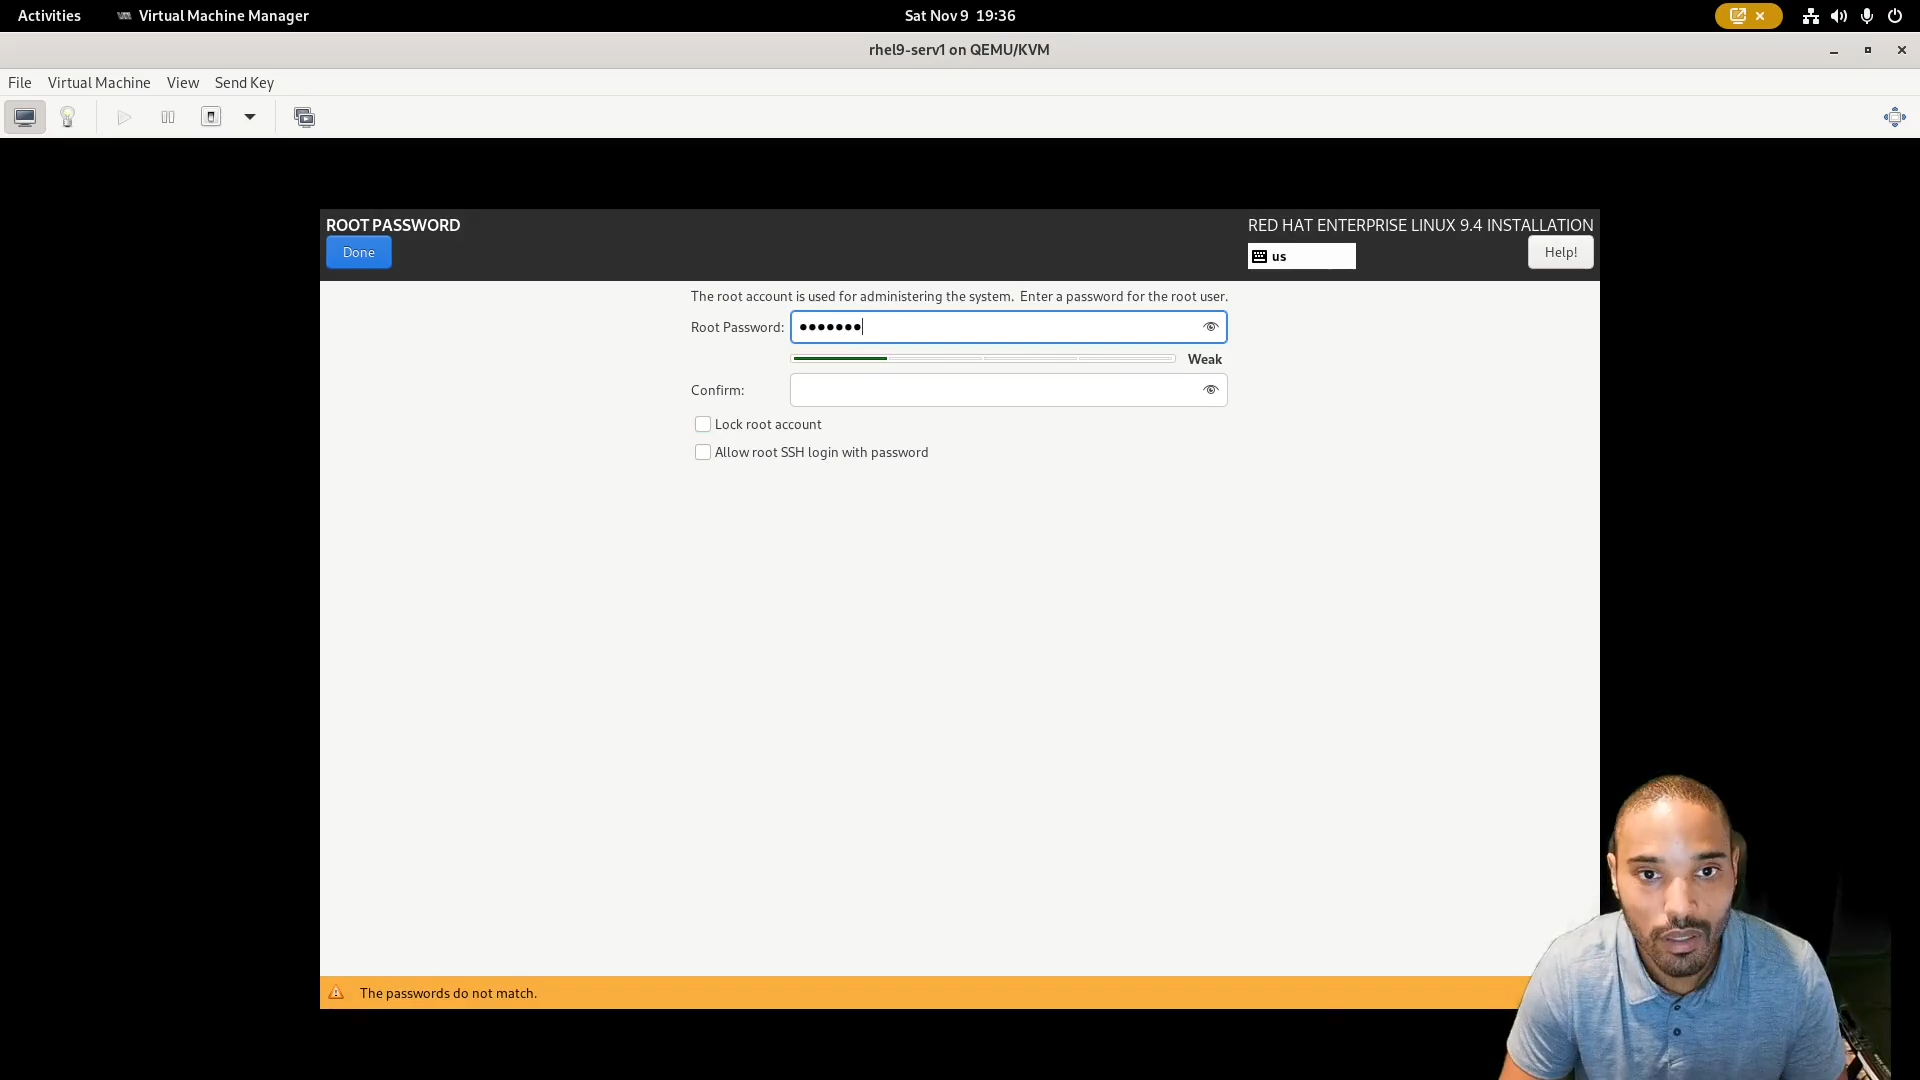 Activities
Virtual Machine Manager
Sat Nov 9 19:36
rhel9-serv1 on QEMU/KVM
File Virtual Machine View Send Key
ROOT PASSWORD
RED HAT ENTERPRISE LINUX 9.4 INSTALLATION
Done
us
Help!
The root account is used for administering the system. Enter a password for the root user.
Root Password: •••••••
Weak
Confirm:
Lock root account
Allow root SSH login with password
The passwords do not match.